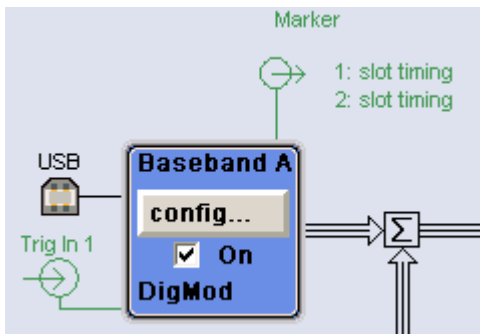 Marker
1: slot timing
2: slot timing
USB
Baseband A
config...
On
Trig In 1
DigMod
Σ